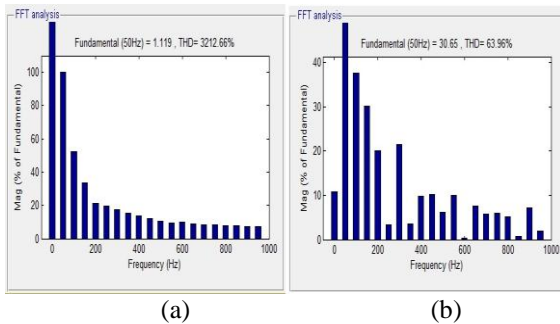 FFT analysis
Fundamental (50Hz) = 1.119 , THD= 3212.66%
Mag (% of Fundamental)
100
80
60
40
20
0
0 200 400 600 800 1000
Frequency (Hz)
(a)
FFT analysis
Fundamental (50Hz) = 30.65 , THD= 63.96%
Mag (% of Fundamental)
40
30
20
10
0
0 200 400 600 800 1000
Frequency (Hz)
(b)